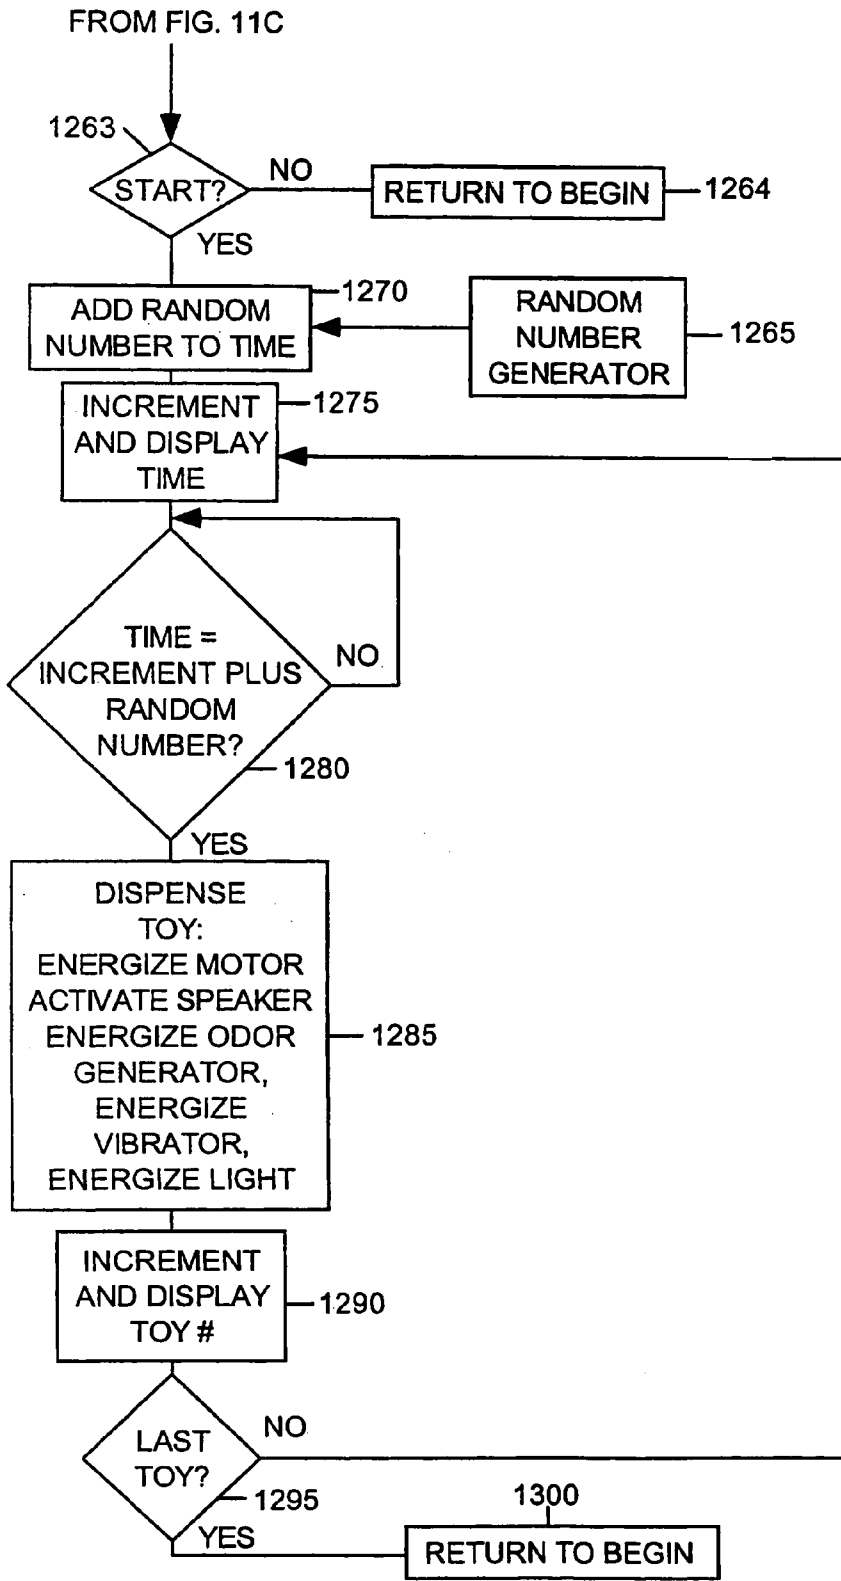 FROM FIG. 11C
1263
START?
NO
RETURN TO BEGIN
1264
YES
ADD RANDOM
NUMBER TO TIME
1270
RANDOM
NUMBER
GENERATOR
1265
INCREMENT
AND DISPLAY
TIME
1275
TIME =
INCREMENT PLUS
RANDOM
NUMBER?
NO
1280
YES
DISPENSE
TOY:
ENERGIZE MOTOR
ACTIVATE SPEAKER
ENERGIZE ODOR
GENERATOR,
ENERGIZE
VIBRATOR,
ENERGIZE LIGHT
1285
INCREMENT
AND DISPLAY
TOY #
1290
LAST
TOY?
NO
1295
YES
1300
RETURN TO BEGIN